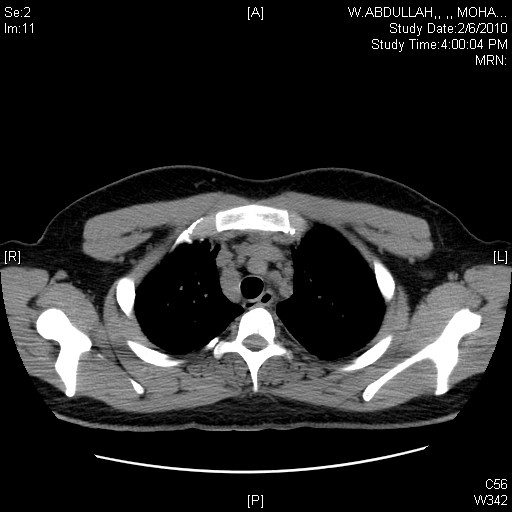 Se:2
Im:11
[A]
W.ABDULLAH,, ,, MOHA...
Study Date:2/6/2010
Study Time:4:00:04 PM
MRN:
[R]
[L]
[P]
C56
W342